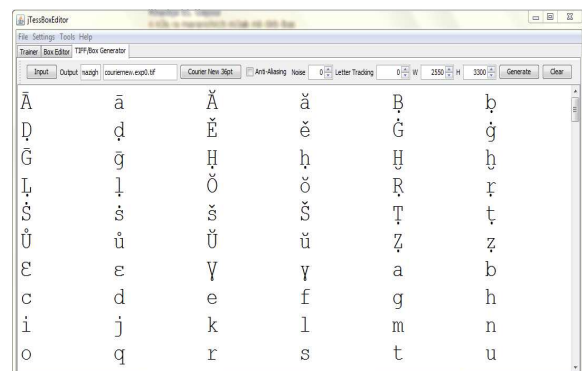 jTessBoxEditor
File Settings Tools Help
Trainer Box Editor TIFF/Box Generator
Input Output nazigh couriernew.exp0.tif Courier New 36pt Anti-Aliasing Noise 0 Letter Tracking 0 W 2550 H 3300 Generate Clear
Ā ā Ă ă Ḅ ḅ
Ḍ ḍ Ě ě Ġ ġ
Ḡ ḡ Ḥ ḥ Ḫ ḫ
Ḷ ḷ Ŏ ŏ Ṛ ṛ
Ṡ ṡ š Š Ṭ ṭ
Ů ů Ŭ ŭ Ẓ ẓ
Ɛ ɛ Ɣ ɣ a b
c d e f g h
i j k l m n
o q r s t u